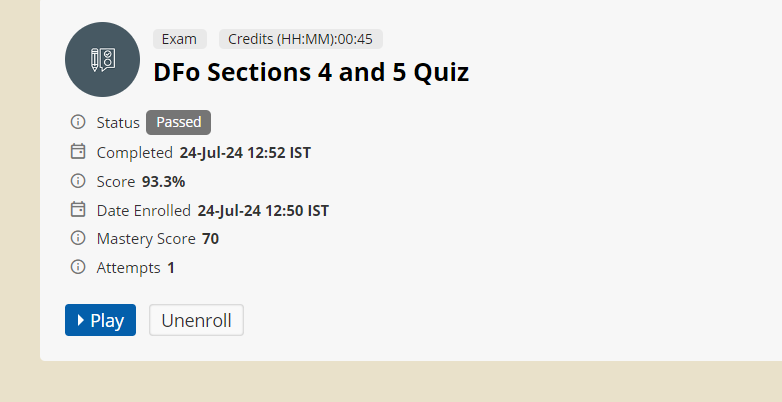 Exam Credits (HH:MM):00:45
DFo Sections 4 and 5 Quiz
Status Passed
Completed 24-Jul-24 12:52 IST
Score 93.3%
Date Enrolled 24-Jul-24 12:50 IST
Mastery Score 70
Attempts 1
Play Unenroll